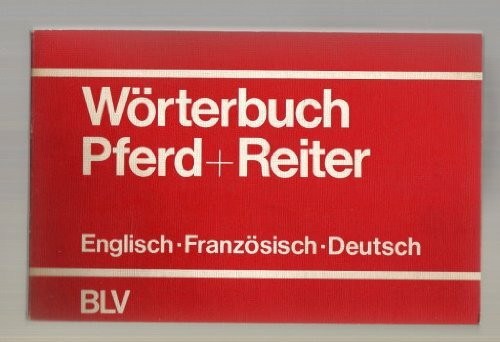 Wörterbuch
Pferd+Reiter
Englisch·Französisch·Deutsch
BLV